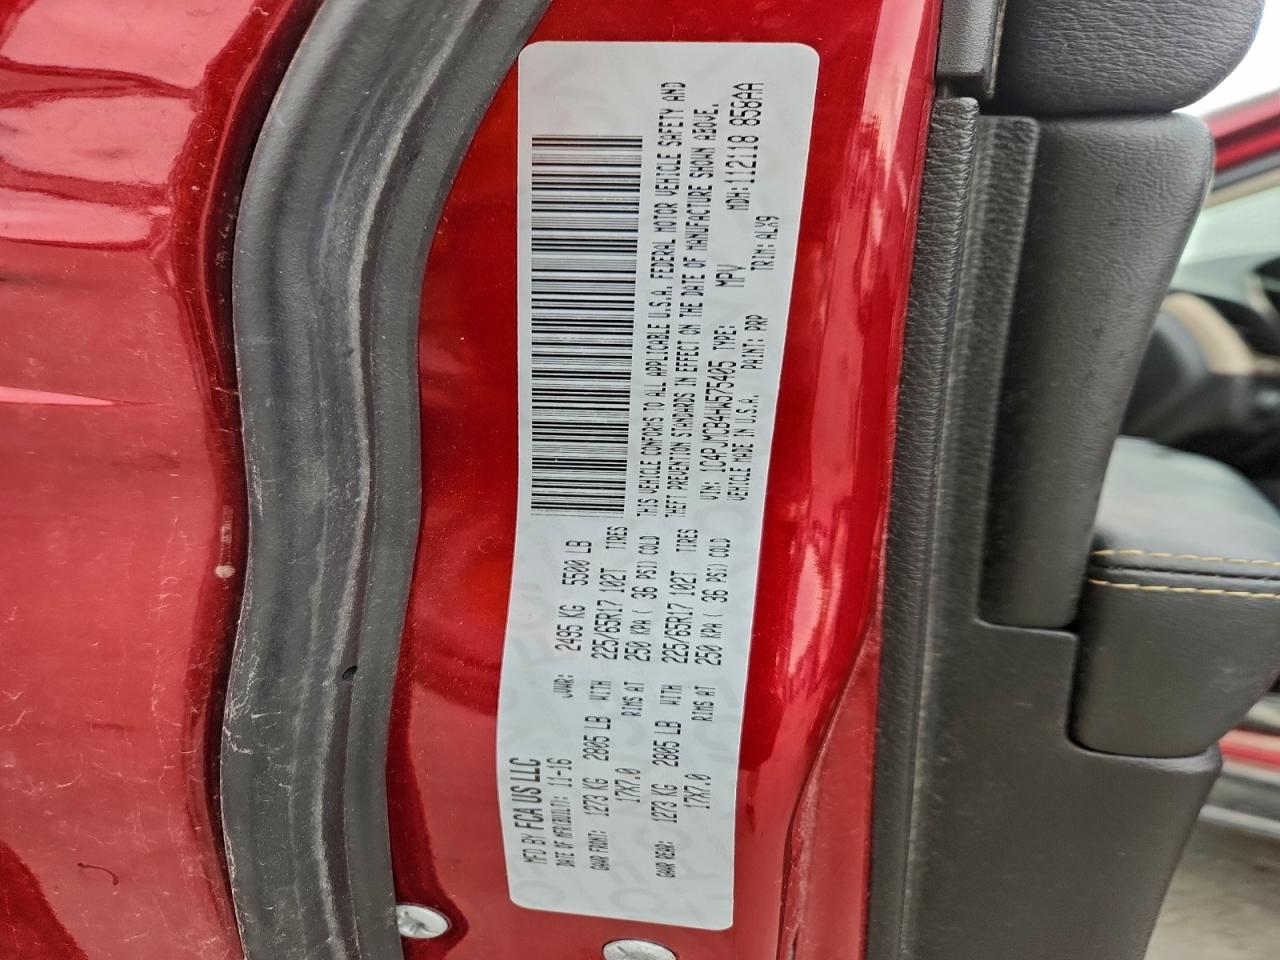 MFD BY FCA US LLC
DATE OF MFR(BUILT): 11-16 GVWR: 2495 KG 5500 LB
GAWR FRONT: 1273 KG 2805 LB WITH 225/65R17 102T TIRES
17X7.0 RIMS AT 250 KPA ( 36 PSI) COLD
GAWR REAR: 1273 KG 2805 LB WITH 225/65R17 102T TIRES
17X7.0 RIMS AT 250 KPA ( 36 PSI) COLD
THIS VEHICLE CONFORMS TO ALL APPLICABLE U.S.A. FEDERAL MOTOR VEHICLE SAFETY AND
THEFT PREVENTION STANDARDS IN EFFECT ON THE DATE OF MANUFACTURE SHOWN ABOVE.
VIN: 1C4PJMCB4HW575405 TYPE: MPV MDH: 112118 858AA
VEHICLE MADE IN U.S.A. PAINT: PRP TRIM: ALX9